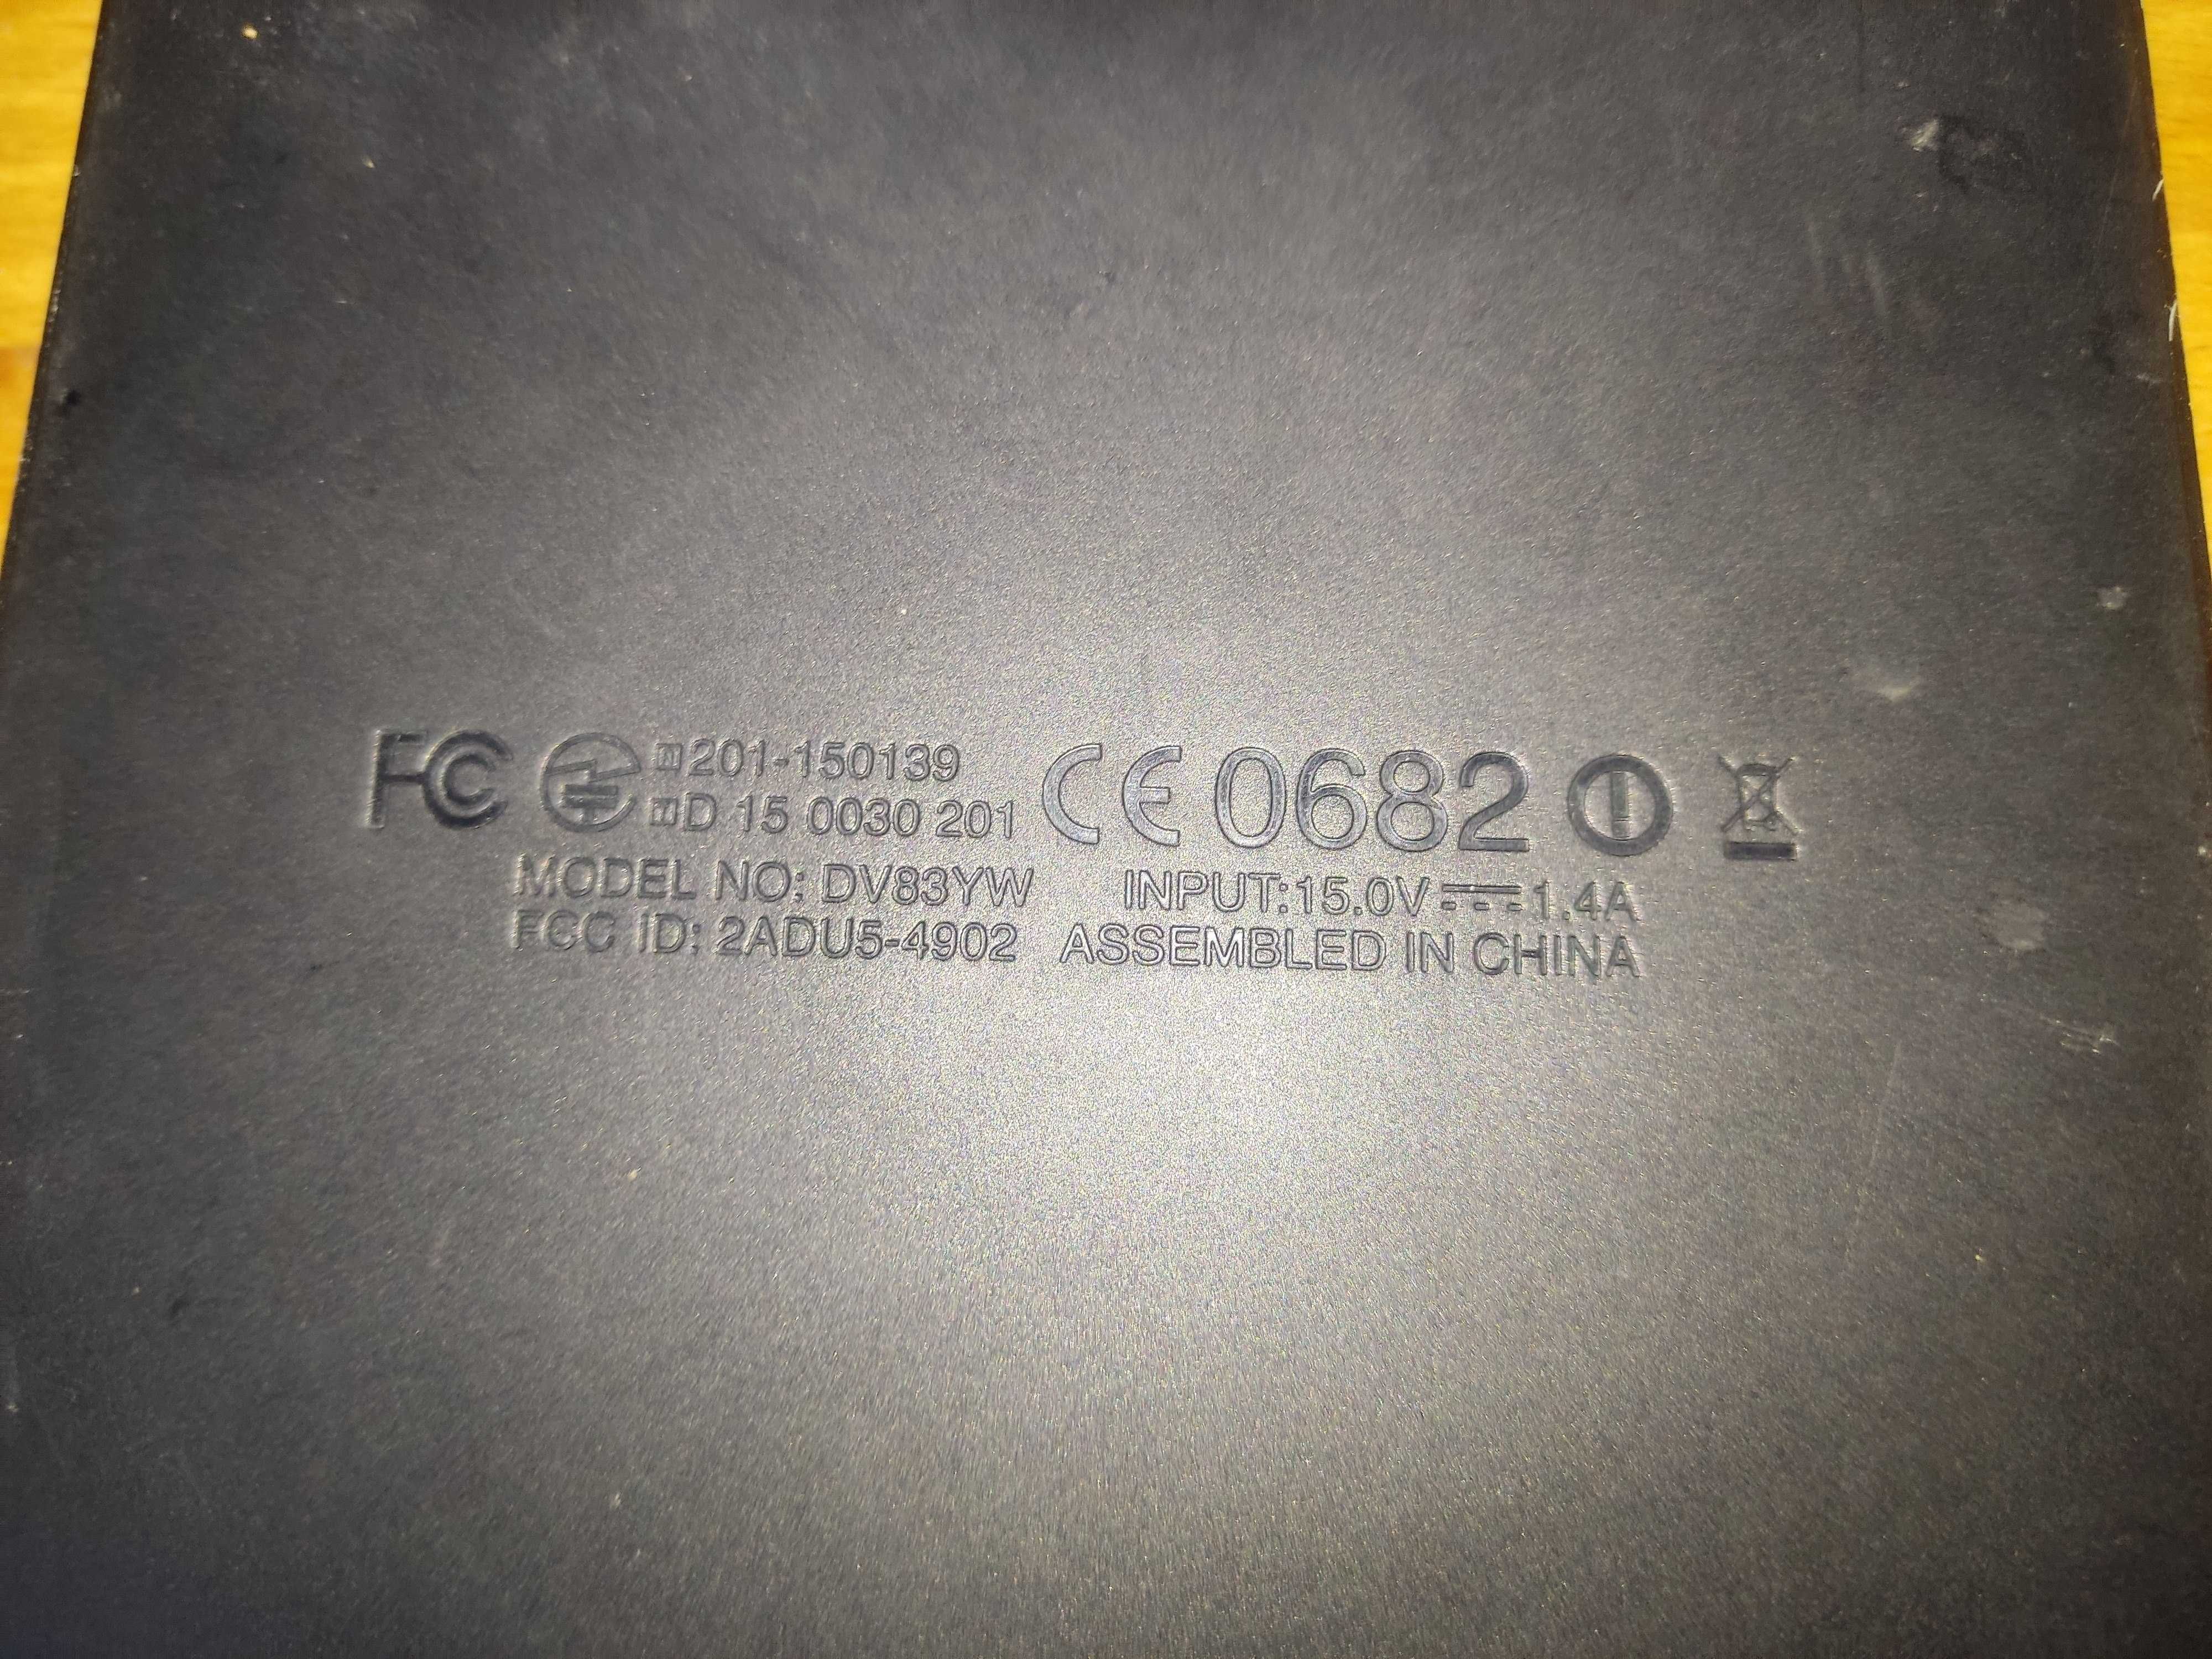 FC R 201-150139 CE 0682
T D 15 0030 201
MODEL NO: DV83YW INPUT:15.0V 1.4A
FCC ID: 2ADU5-4902 ASSEMBLED IN CHINA